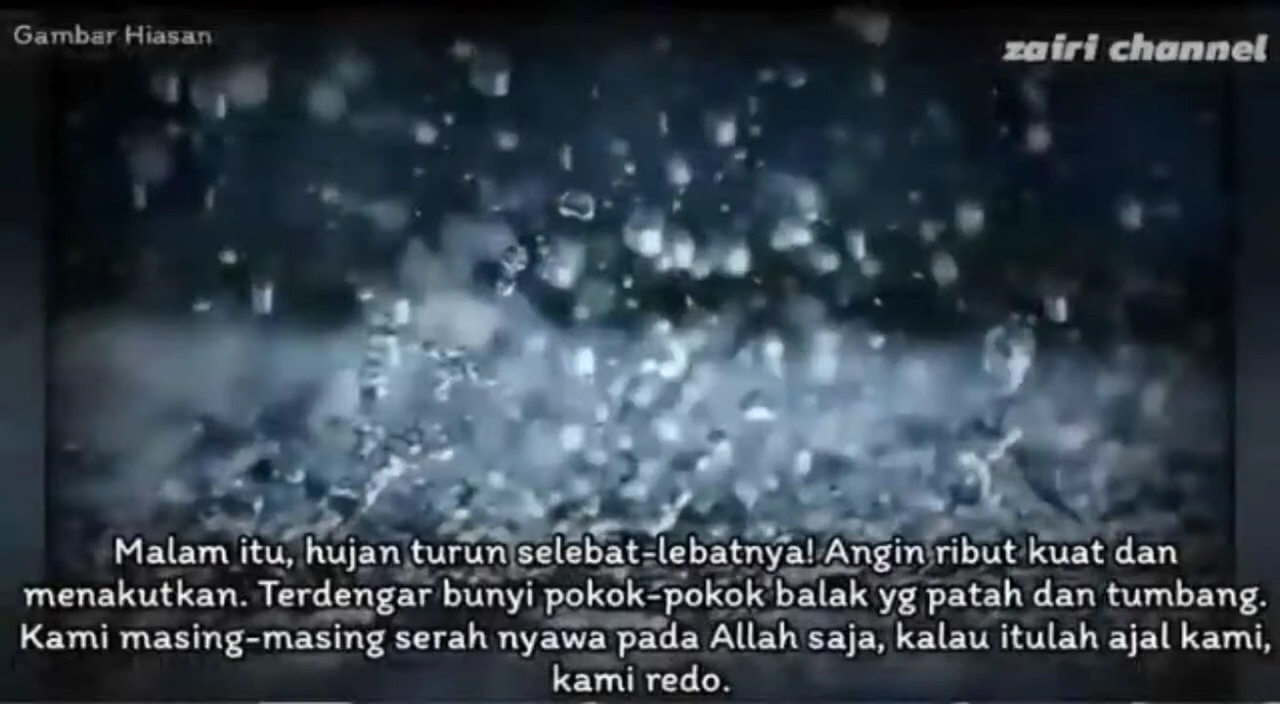 Gambar Hiasan
zairi channel
Malam itu, hujan turun selebat-lebatnya! Angin ribut kuat dan
menakutkan. Terdengar bunyi pokok-pokok balak yg patah dan tumbang.
Kami masing-masing serah nyawa pada Allah saja, kalau itulah ajal kami,
kami redo.